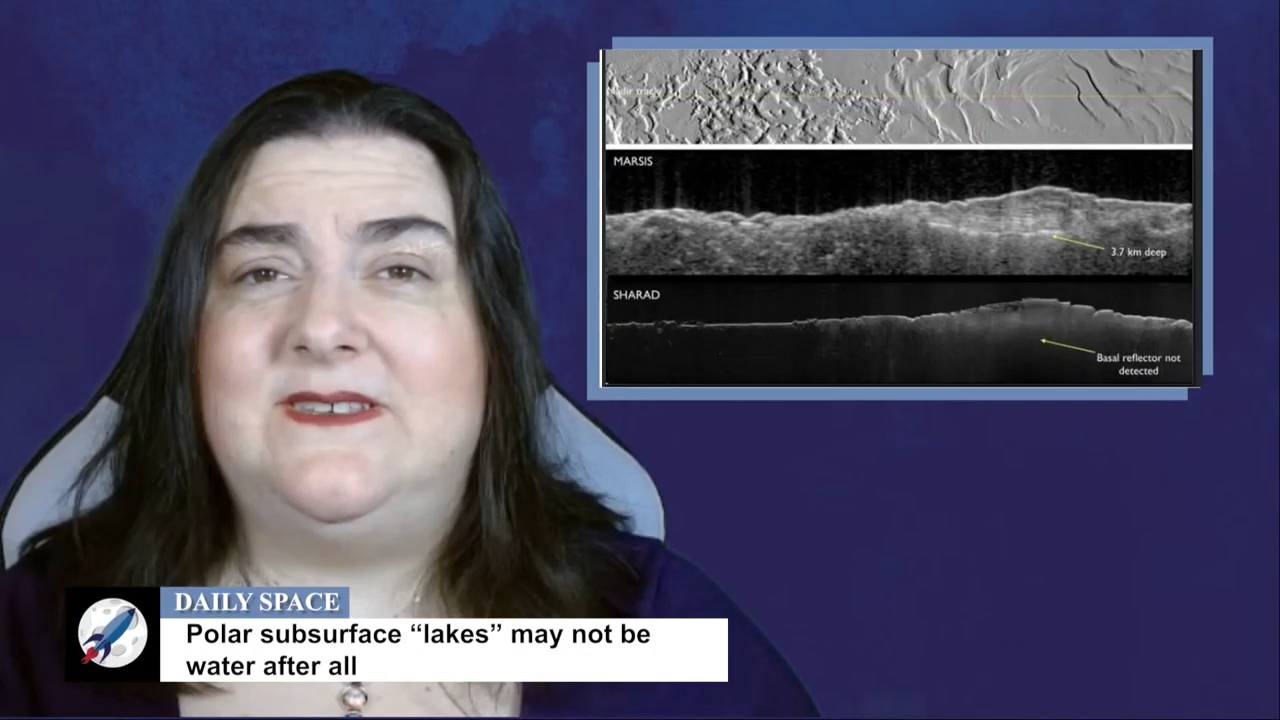 Nadir track
MARSIS
3.7 km deep
SHARAD
Basal reflector not
detected
DAILY SPACE
Polar subsurface “lakes” may not be
water after all